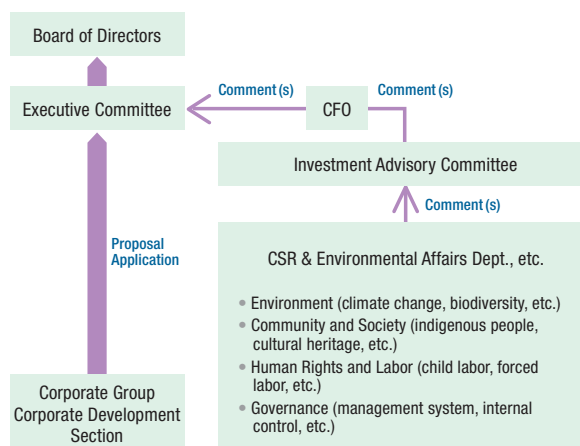 Board of Directors
Comment (s)
Comment (s)
Executive Committee
CFO
Investment Advisory Committee
Comment (s)
Proposal
Application
CSR & Environmental Affairs Dept., etc.
• Environment (climate change, biodiversity, etc.)
• Community and Society (indigenous people,
cultural heritage, etc.)
• Human Rights and Labor (child labor, forced
labor, etc.)
• Governance (management system, internal
control, etc.)
Corporate Group
Corporate Development
Section